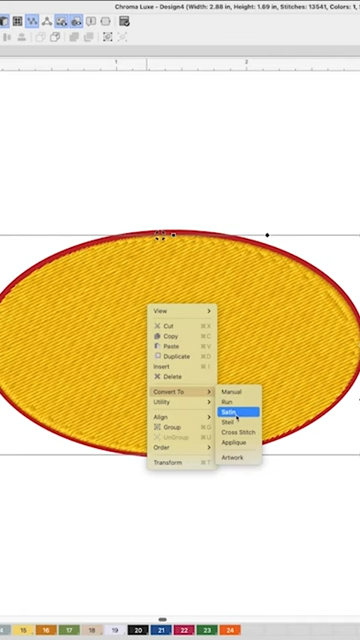 Chroma Luxe - Design4 (Width: 2.88 in, Height: 1.69 in, Stitches: 13541, Colors: 1,
1 2
View
Cut ⌘X
Copy ⌘C
Paste ⌘V
Duplicate ⌘D
Insert
Delete
Convert To
Utility
Align
Group ⌘G
UnGroup
Order
Transform ⌘T
Manual
Run
Satin
Stell
Cross Stitch
Applique
Artwork
15 16 17 18 19 20 21 22 23 24